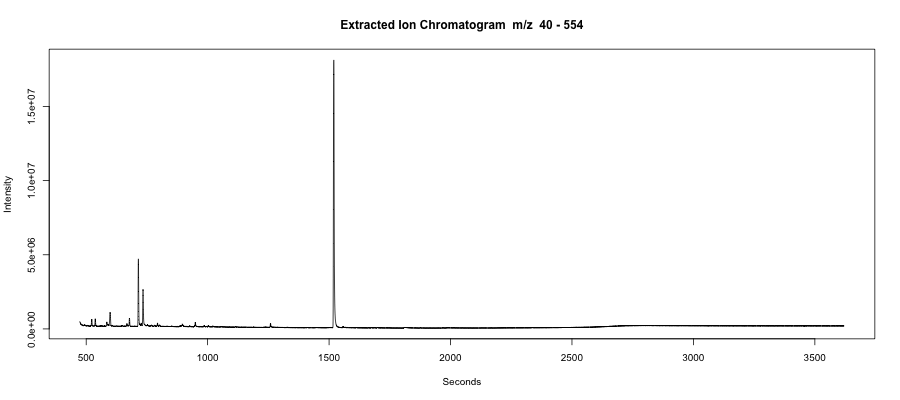 Extracted Ion Chromatogram  m/z  40 - 554
Intensity
0.0e+00
5.0e+06
1.0e+07
1.5e+07
500
1000
1500
2000
2500
3000
3500
Seconds